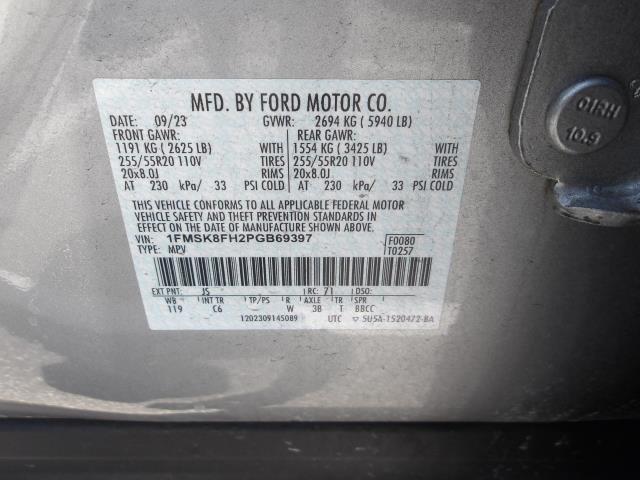 MFD. BY FORD MOTOR CO.
DATE: 09/23 GVWR: 2694 KG ( 5940 LB)
FRONT GAWR: REAR GAWR:
1191 KG ( 2625 LB) WITH 1554 KG ( 3425 LB) WITH
255/55R20 110V TIRES 255/55R20 110V TIRES
20x8.0J RIMS 20x8.0J RIMS
AT 230 kPa/ 33 PSI COLD AT 230 kPa/ 33 PSI COLD
THIS VEHICLE CONFORMS TO ALL APPLICABLE FEDERAL MOTOR
VEHICLE SAFETY AND THEFT PREVENTION STANDARDS IN
EFFECT ON THE DATE OF MANUFACTURE SHOWN ABOVE.
VIN: 1FMSK8FH2PGB69397 F0080
TYPE: MPV T0257
EXT PNT: JS RC: 71 DSO:
WB INT TR TP/PS R AXLE TR SPR
119 C6 W 3B T BBCC
1202309145089 UTC ▽ 5U5A-1520472-BA
10.9